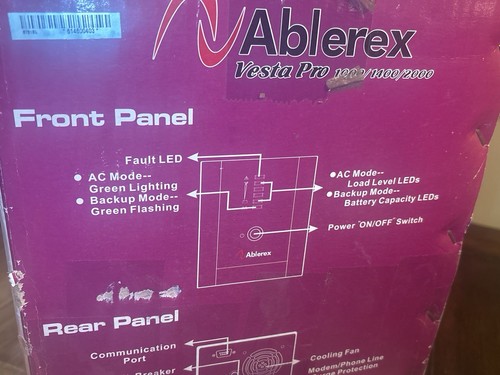 Ablerex
Vesta Pro 1000/1400/2000
Front Panel
Fault LED
● AC Mode--
Green Lighting
● Backup Mode--
Green Flashing
● AC Mode--
Load Level LEDs
● Backup Mode--
Battery Capacity LEDs
Power "ON/OFF" Switch
Ablerex
Rear Panel
Communication
Port
Breaker
Cooling Fan
Modem/Phone Line
Protection